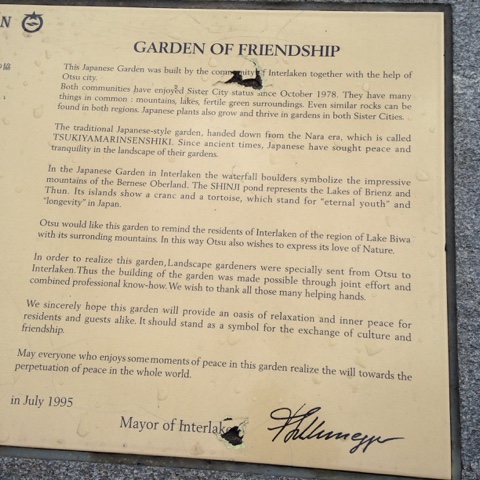 N
の協
GARDEN OF FRIENDSHIP
This Japanese Garden was built by the community of Interlaken together with the help of
Otsu city.
Both communities have enjoyed Sister City status since October 1978. They have many
things in common : mountains, lakes, fertile green surroundings. Even similar rocks can be
found in both regions. Japanese plants also grow and thrive in gardens in both Sister Cities.
The traditional Japanese-style garden, handed down from the Nara era, which is called
TSUKIYAMARINSENSHIKI. Since ancient times, Japanese have sought peace and
tranquility in the landscape of their gardens.
In the Japanese Garden in Interlaken the waterfall boulders symbolize the impressive
mountains of the Bernese Oberland. The SHINJI pond represents the Lakes of Brienz and
Thun. Its islands show a cranc and a tortoise, which stand for "eternal youth" and
"longevity" in Japan.
Otsu would like this garden to remind the residents of Interlaken of the region of Lake Biwa
with its surronding mountains. In this way Otsu also wishes to express its love of Nature.
In order to realize this garden, Landscape gardeners were specially sent from Otsu to
Interlaken. Thus the building of the garden was made possible through joint effort and
combined professional know-how. We wish to thank all those many helping hands.
We sincerely hope this garden will provide an oasis of relaxation and inner peace for
residents and guests alike. It should stand as a symbol for the exchange of culture and
friendship.
May everyone who enjoys some moments of peace in this garden realize the will towards the
perpetuation of peace in the whole world.
in July 1995
Mayor of Interlaken